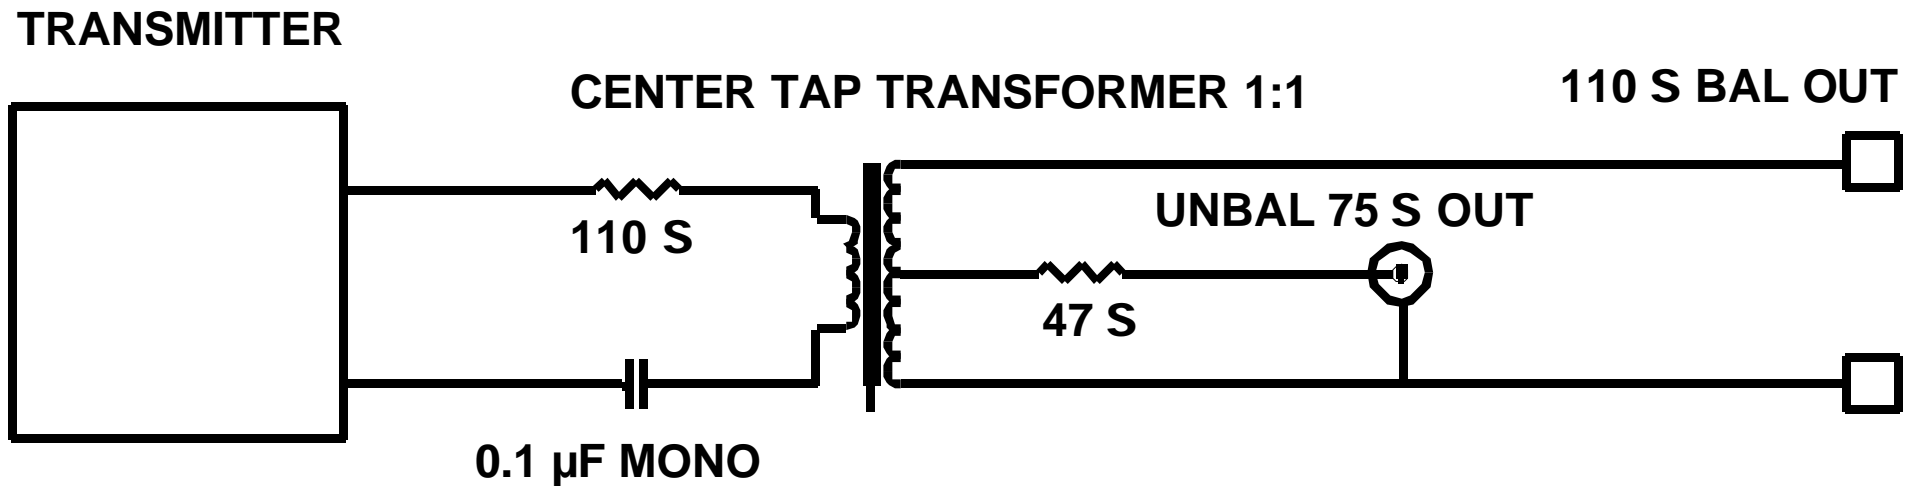 TRANSMITTER
CENTER TAP TRANSFORMER 1:1
110 S BAL OUT
UNBAL 75 S OUT
110 S
47 S
0.1 µF MONO